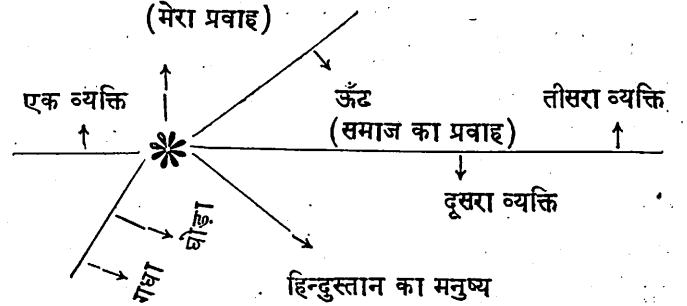 (मेरा प्रवाह)
एक व्यक्ति
ऊँट
तीसरा व्यक्ति
(समाज का प्रवाह)
दूसरा व्यक्ति
घोड़ा
गधा
हिन्दुस्तान का मनुष्य